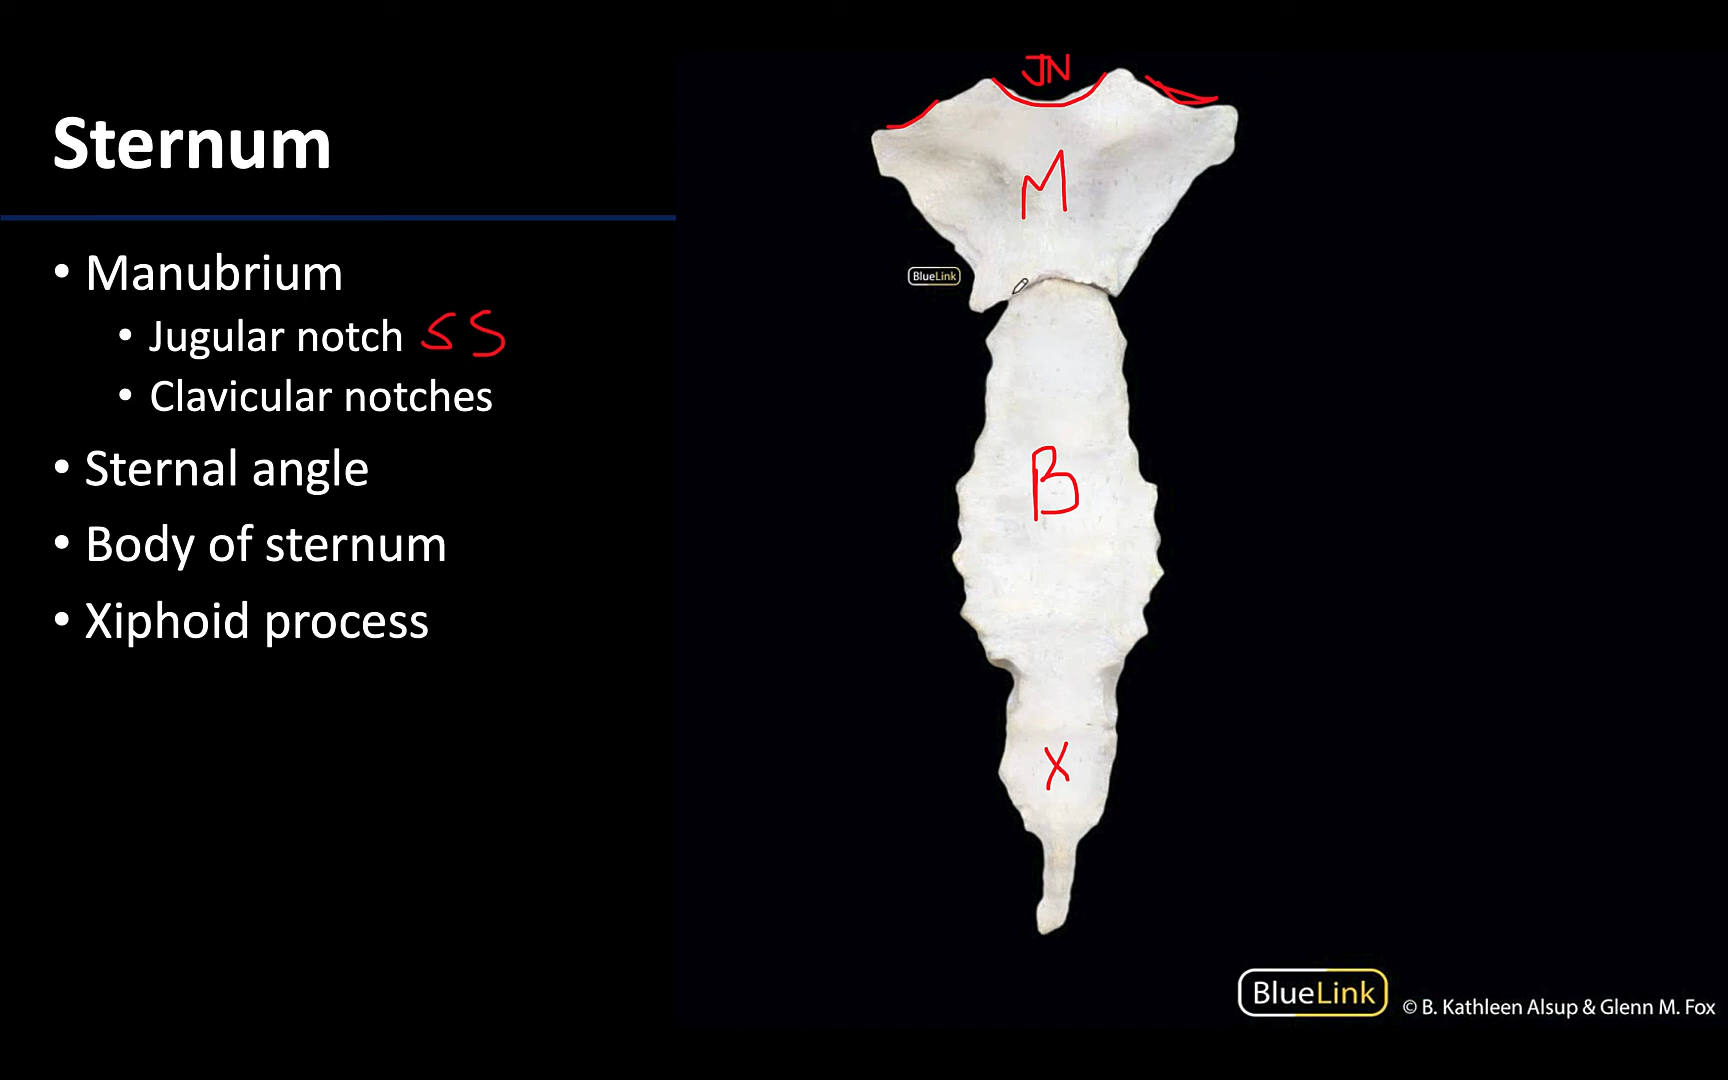 Sternum
• Manubrium
• Jugular notch SS
• Clavicular notches
• Sternal angle
• Body of sternum
• Xiphoid process
JN
M
BlueLink
B
X
BlueLink © B. Kathleen Alsup & Glenn M. Fox